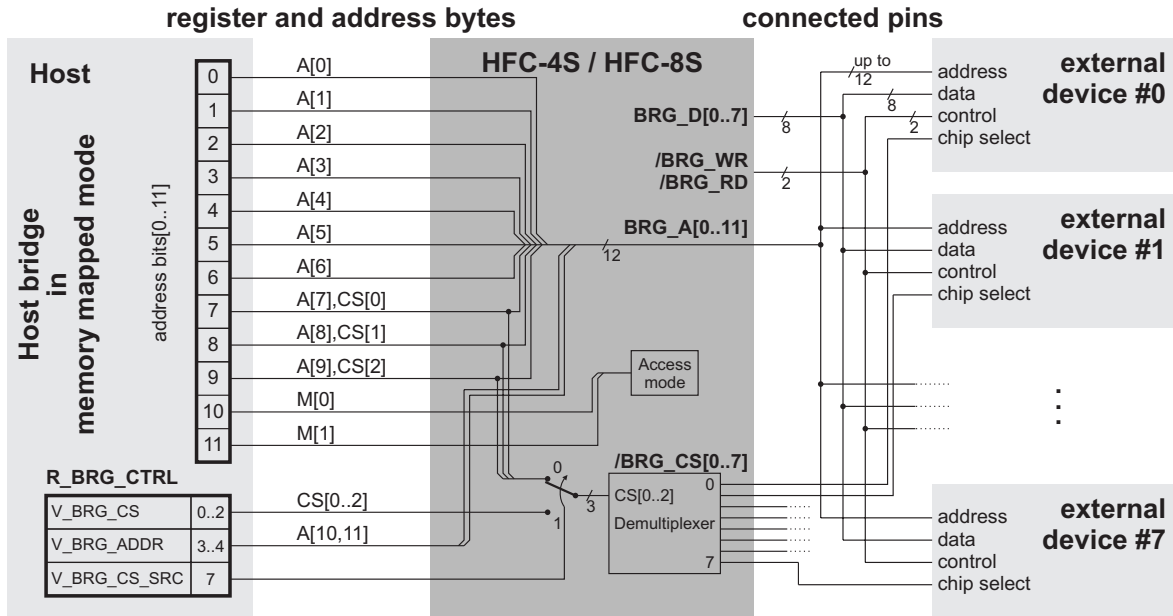 register and address bytes
connected pins
Host
Host bridge
in
memory mapped mode
address bits[0..11]
0
1
2
3
4
5
6
7
8
9
10
11
A[0]
A[1]
A[2]
A[3]
A[4]
A[5]
A[6]
A[7],CS[0]
A[8],CS[1]
A[9],CS[2]
M[0]
M[1]
R_BRG_CTRL
V_BRG_CS 0..2
V_BRG_ADDR 3..4
V_BRG_CS_SRC 7
CS[0..2]
A[10,11]
HFC-4S / HFC-8S
BRG_D[0..7]
8
/BRG_WR
/BRG_RD
2
BRG_A[0..11]
12
Access
mode
/BRG_CS[0..7]
0
1
3
CS[0..2]
Demultiplexer
0
7
up to
12
8
2
address
data
control
chip select
external
device #0
address
data
control
chip select
external
device #1
address
data
control
chip select
external
device #7